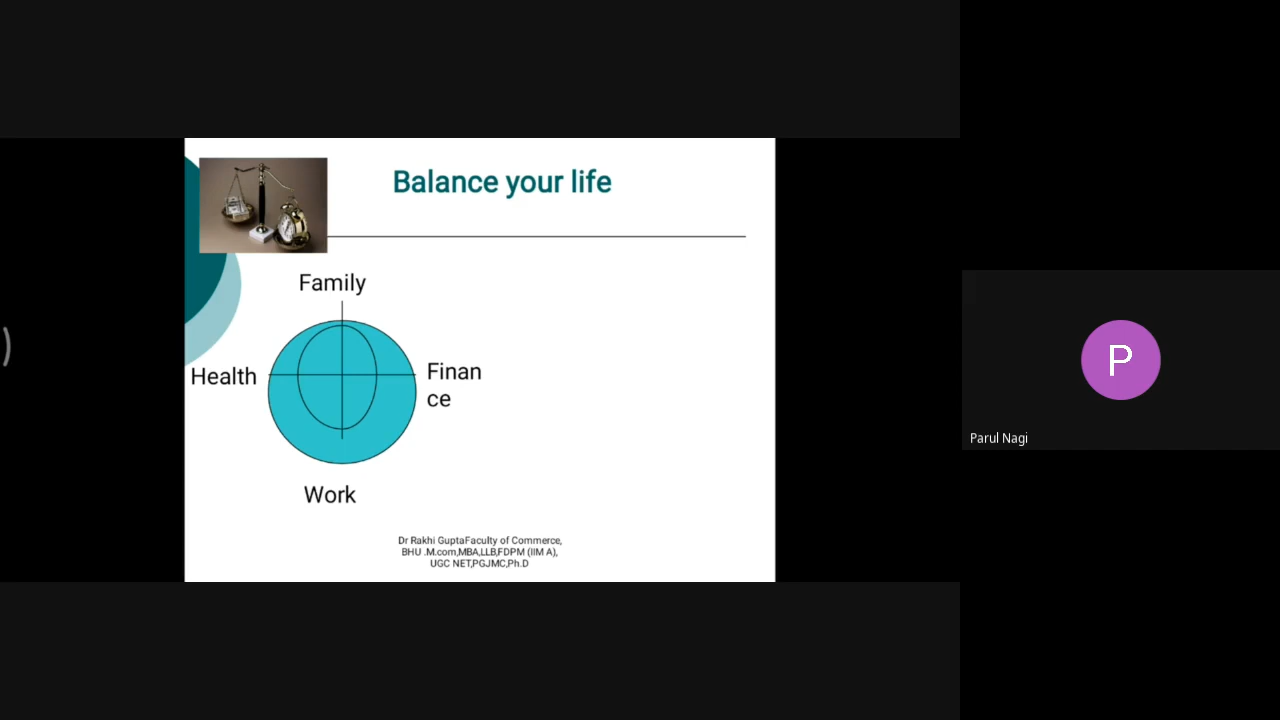 Balance your life
Family
Health
Finan
ce
Work
Dr Rakhi GuptaFaculty of Commerce,
BHU .M.com,MBA,LLB,FDPM (IIM A),
UGC NET,PGJMC,Ph.D
P
Parul Nagi